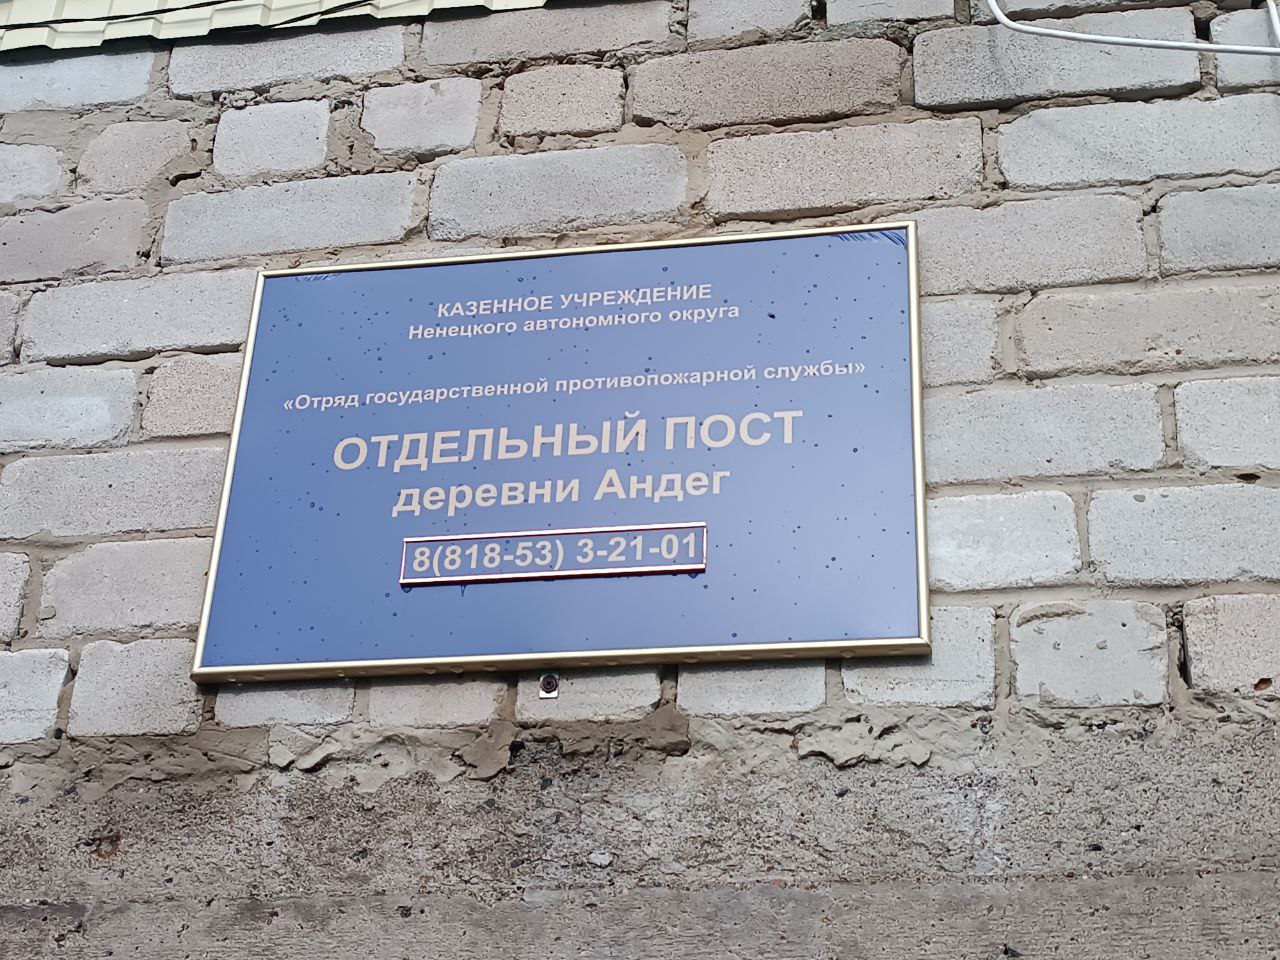 КАЗЕННОЕ УЧРЕЖДЕНИЕ
Ненецкого автономного округа
«Отряд государственной противопожарной службы»
ОТДЕЛЬНЫЙ ПОСТ
деревни Андег
8(818-53) 3-21-01